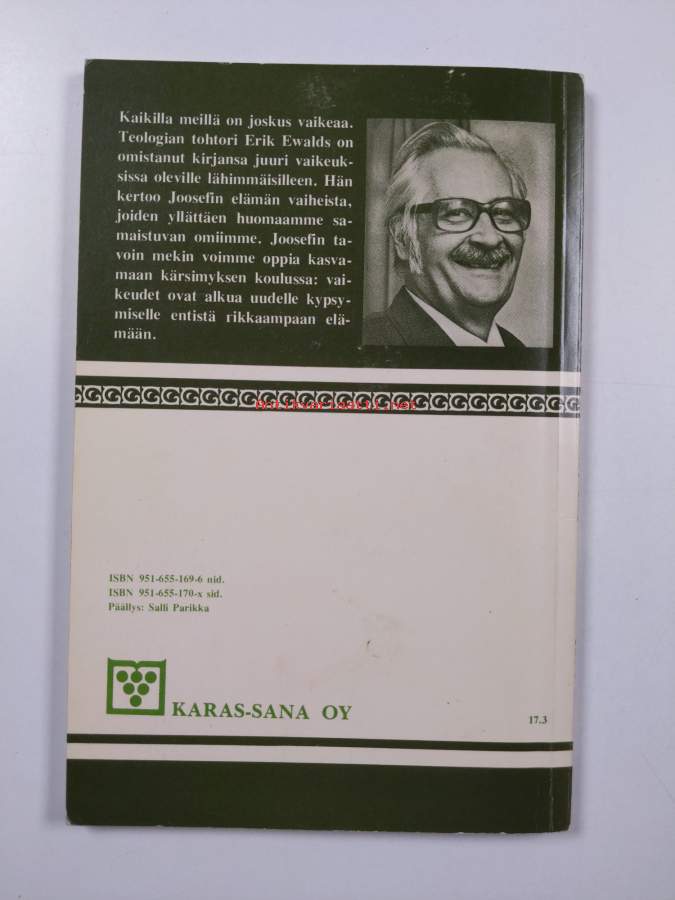 Kaikilla meillä on joskus vaikeaa.
Teologian tohtori Erik Ewalds on
omistanut kirjansa juuri vaikeuk-
sissa oleville lähimmäisilleen. Hän
kertoo Joosefin elämän vaiheista,
joiden yllättäen huomaamme sa-
maistuvan omiimme. Joosefin ta-
voin mekin voimme oppia kasva-
maan kärsimyksen koulussa: vai-
keudet ovat alkua uudelle kypsy-
miselle entistä rikkaampaan elä-
mään.
Antikvariaatti.net
ISBN 951-655-169-6 nid.
ISBN 951-655-170-x sid.
Päällys: Salli Parikka
KARAS-SANA OY
17.3